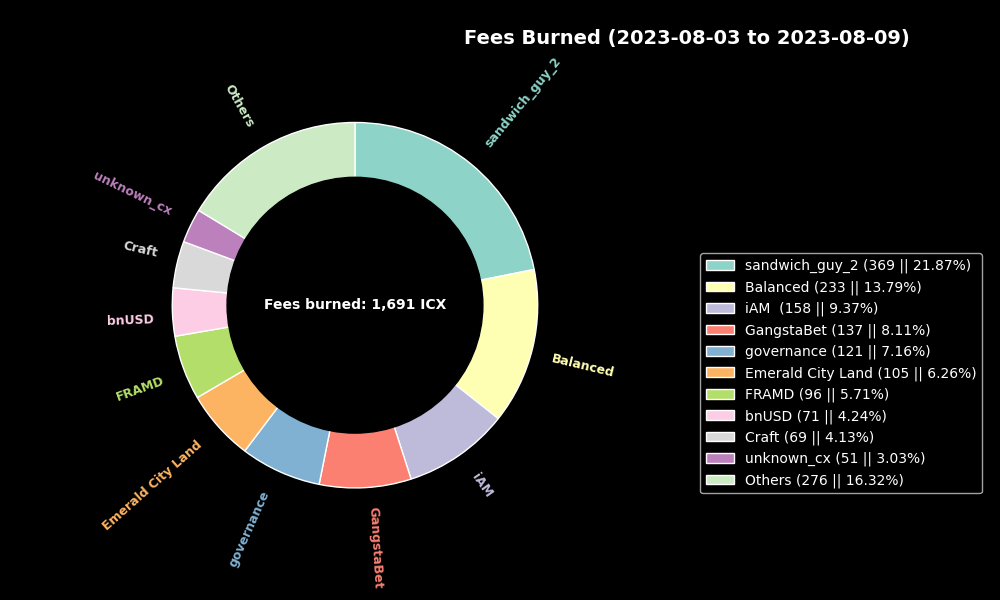 Fees Burned (2023-08-03 to 2023-08-09)
sandwich_guy_2
Others
unknown_cx
Craft
bnUSD
FRAMD
Emerald City Land
governance
GangstaBet
iAM
Balanced
Fees burned: 1,691 ICX
sandwich_guy_2 (369 || 21.87%)
Balanced (233 || 13.79%)
iAM  (158 || 9.37%)
GangstaBet (137 || 8.11%)
governance (121 || 7.16%)
Emerald City Land (105 || 6.26%)
FRAMD (96 || 5.71%)
bnUSD (71 || 4.24%)
Craft (69 || 4.13%)
unknown_cx (51 || 3.03%)
Others (276 || 16.32%)